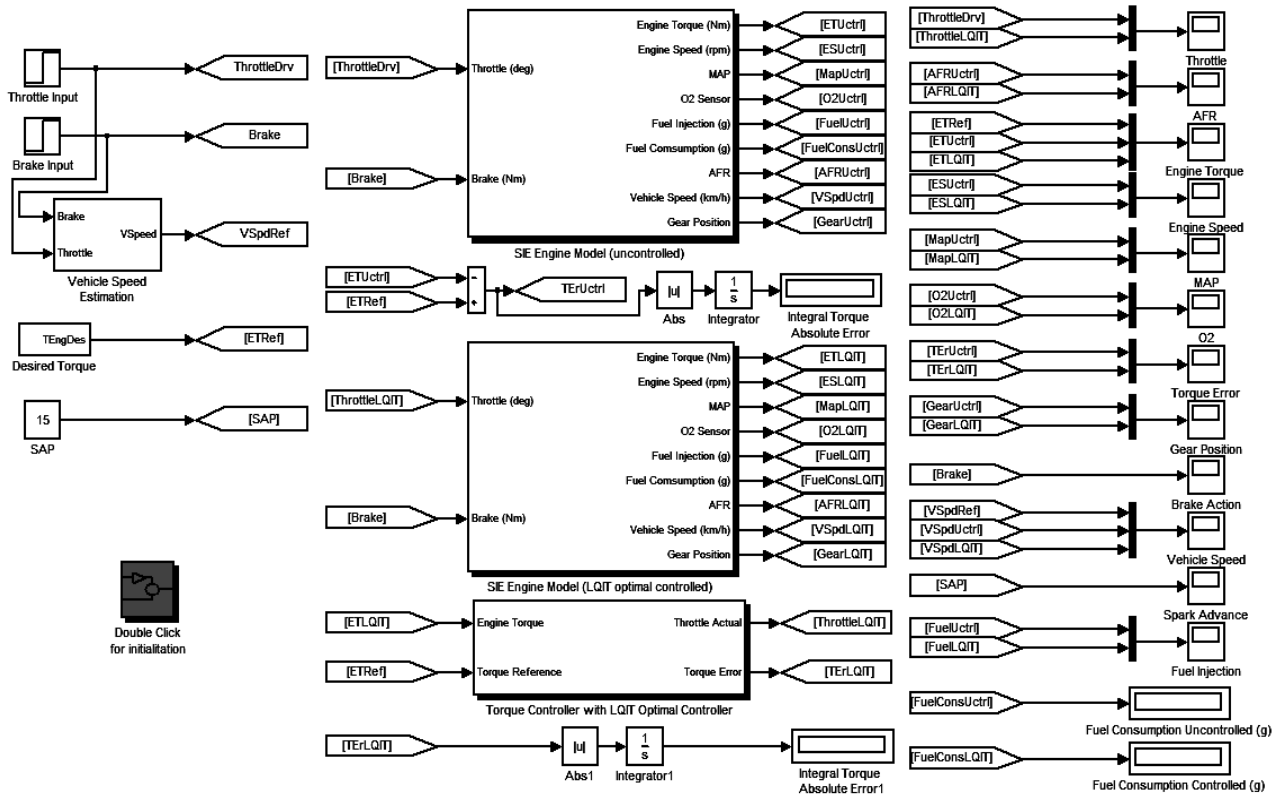 Throttle Input
ThrottleDrv
Brake Input
Brake
Brake
Throttle
VSpeed
VSpdRef
Vehicle Speed
Estimation
TEngDes
[ETRef]
Desired Torque
15
[SAP]
SAP
Double Click
for initialitation
[ThrottleDrv]
Throttle (deg)
[Brake]
Brake (Nm)
Engine Torque (Nm)
[ETUctrl]
Engine Speed (rpm)
[ESUctrl]
MAP
[MapUctrl]
O2 Sensor
[O2Uctrl]
Fuel Injection (g)
[FuelUctrl]
Fuel Comsumption (g)
[FuelConsUctrl]
AFR
[AFRUctrl]
Vehicle Speed (km/h)
[VSpdUctrl]
Gear Position
[GearUctrl]
SIE Engine Model (uncontrolled)
[ETUctrl]
[ETRef]
−
+
TErUctrl
|u|
Abs
1
s
Integrator
Integral Torque
Absolute Error
[ThrottleLQIT]
Throttle (deg)
[Brake]
Brake (Nm)
Engine Torque (Nm)
[ETLQIT]
Engine Speed (rpm)
[ESLQIT]
MAP
[MapLQIT]
O2 Sensor
[O2LQIT]
Fuel Injection (g)
[FuelLQIT]
Fuel Comsumption (g)
[FuelConsLQIT]
AFR
[AFRLQIT]
Vehicle Speed (km/h)
[VSpdLQIT]
Gear Position
[GearLQIT]
SIE Engine Model (LQIT optimal controlled)
[ETLQIT]
Engine Torque
Throttle Actual
[ThrottleLQIT]
[ETRef]
Torque Reference
Torque Error
[TErLQIT]
Torque Controller with LQIT Optimal Controller
[TErLQIT]
|u|
Abs1
1
s
Integrator1
Integral Torque
Absolute Error1
[ThrottleDrv]
[ThrottleLQIT]
Throttle
[AFRUctrl]
[AFRLQIT]
AFR
[ETRef]
[ETUctrl]
[ETLQIT]
Engine Torque
[ESUctrl]
[ESLQIT]
Engine Speed
[MapUctrl]
[MapLQIT]
MAP
[O2Uctrl]
[O2LQIT]
O2
[TErUctrl]
[TErLQIT]
Torque Error
[GearUctrl]
[GearLQIT]
Gear Position
[Brake]
Brake Action
[VSpdRef]
[VSpdUctrl]
[VSpdLQIT]
Vehicle Speed
[SAP]
Spark Advance
[FuelUctrl]
[FuelLQIT]
Fuel Injection
[FuelConsUctrl]
Fuel Consumption Uncontrolled (g)
[FuelConsLQIT]
Fuel Consumption Controlled (g)